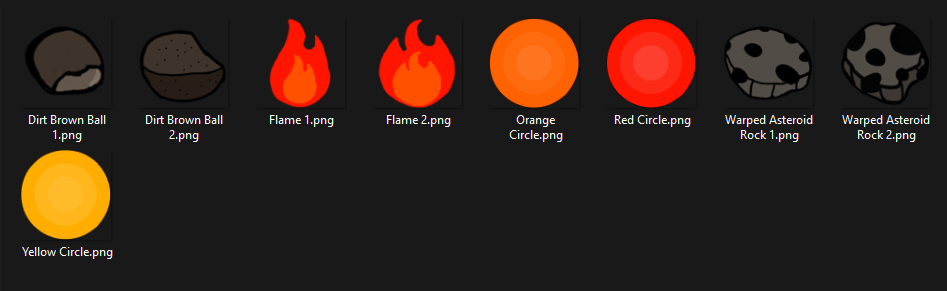 Dirt Brown Ball
1.png
Dirt Brown Ball
2.png
Flame 1.png
Flame 2.png
Orange
Circle.png
Red Circle.png
Warped Asteroid
Rock 1.png
Warped Asteroid
Rock 2.png
Yellow Circle.png